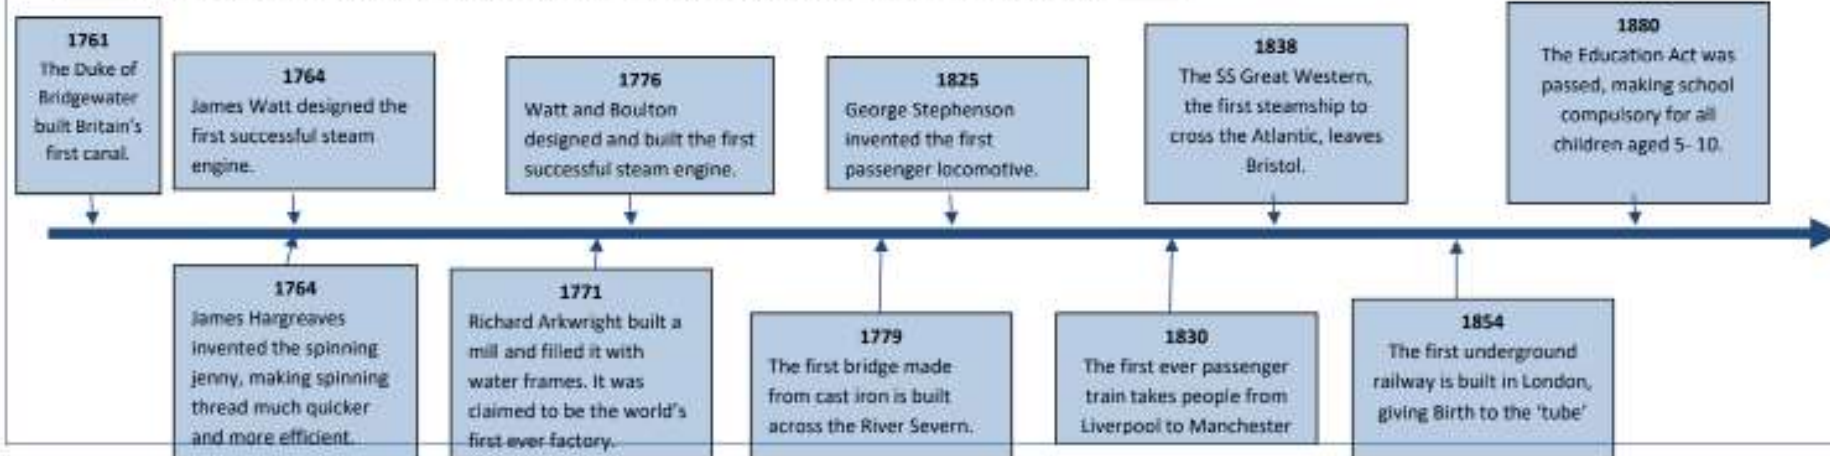 1761
The Duke of
Bridgewater
built Britain's
first canal.
1764
James Watt designed the
first successful steam
engine.
1776
Watt and Boulton
designed and built the first
successful steam engine.
1825
George Stephenson
invented the first
passenger locomotive.
1838
The SS Great Western,
the first steamship to
cross the Atlantic, leaves
Bristol.
1880
The Education Act was
passed, making school
compulsory for all
children aged 5- 10.
1764
James Hargreaves
invented the spinning
jenny, making spinning
thread much quicker
and more efficient.
1771
Richard Arkwright built a
mill and filled it with
water frames. It was
claimed to be the world's
first ever factory.
1779
The first bridge made
from cast iron is built
across the River Severn.
1830
The first ever passenger
train takes people from
Liverpool to Manchester
1854
The first underground
railway is built in London,
giving Birth to the 'tube'